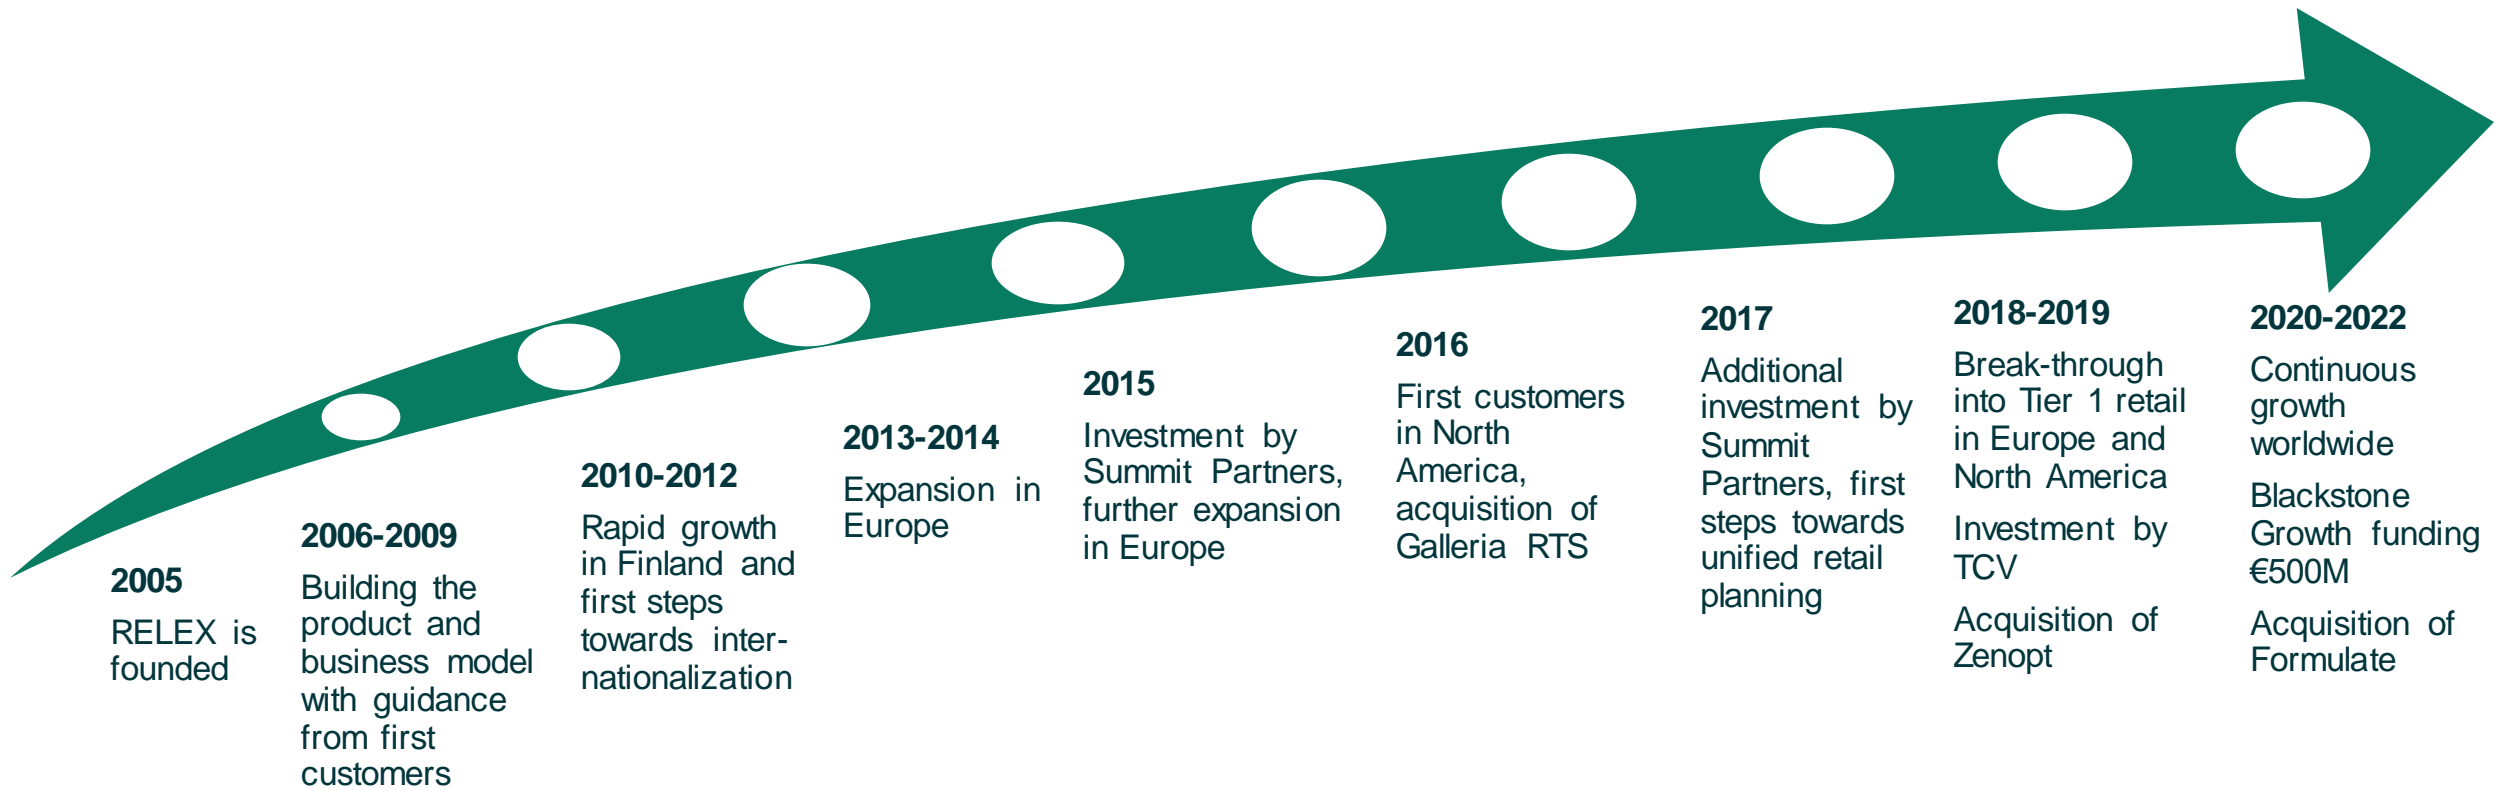 2005
RELEX is
founded
2006-2009
Building the
product and
business model
with guidance
from first
customers
2010-2012
Rapid growth
in Finland and
first steps
towards inter-
nationalization
2013-2014
Expansion in
Europe
2015
Investment by
Summit Partners,
further expansion
in Europe
2016
First customers
in North
America,
acquisition of
Galleria RTS
2017
Additional
investment by
Summit
Partners, first
steps towards
unified retail
planning
2018-2019
Break-through
into Tier 1 retail
in Europe and
North America
Investment by
TCV
Acquisition of
Zenopt
2020-2022
Continuous
growth
worldwide
Blackstone
Growth funding
€500M
Acquisition of
Formulate